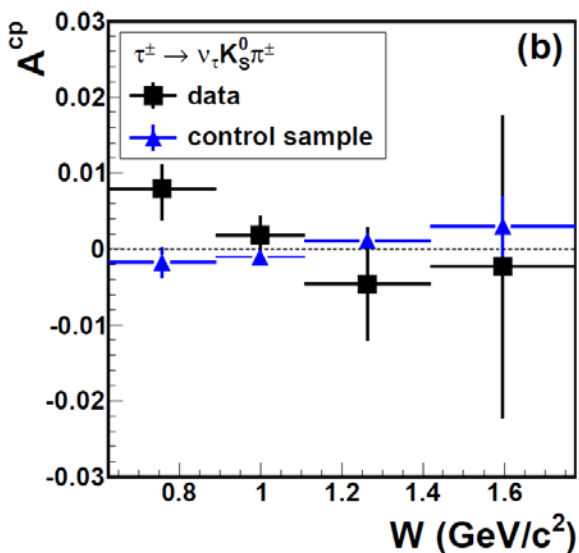 0.03
0.02
0.01
0
-0.01
-0.02
-0.03
A^cp
(b)
τ^± → ν_τ K_S^0 π^±
data
control sample
0.8 1 1.2 1.4 1.6
W (GeV/c²)